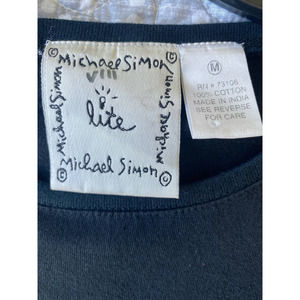 ©Michael Simon©
Michael Simon
VIII
lite
Michael Simon
©Michael Simon©
M
RN# 73106
100% COTTON
MADE IN INDIA
SEE REVERSE
FOR CARE